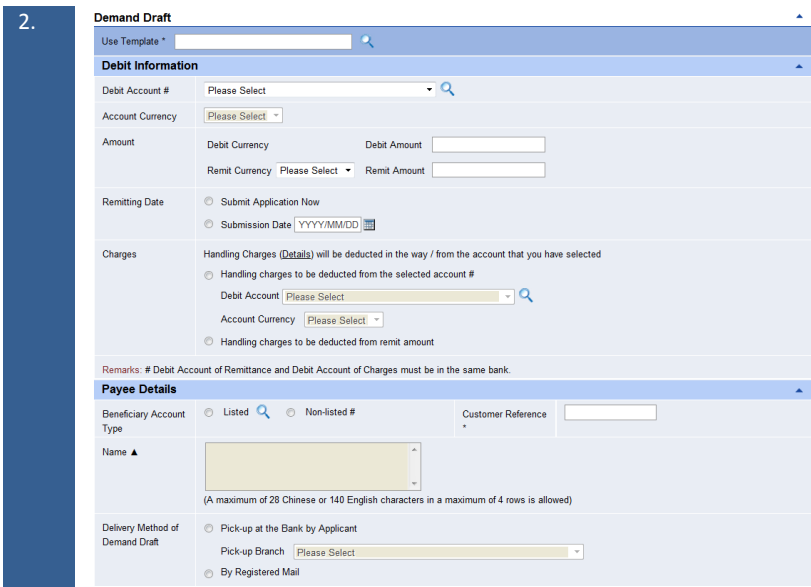 2.
Demand Draft
Use Template *
Debit Information
Debit Account # Please Select
Account Currency Please Select
Amount Debit Currency Debit Amount
Remit Currency Please Select Remit Amount
Remitting Date Submit Application Now
Submission Date YYYY/MM/DD
Charges Handling Charges (Details) will be deducted in the way / from the account that you have selected
Handling charges to be deducted from the selected account #
Debit Account Please Select
Account Currency Please Select
Handling charges to be deducted from remit amount
Remarks: # Debit Account of Remittance and Debit Account of Charges must be in the same bank.
Payee Details
Beneficiary Account Type Listed Non-listed # Customer Reference *
Name ▲
(A maximum of 28 Chinese or 140 English characters in a maximum of 4 rows is allowed)
Delivery Method of Demand Draft Pick-up at the Bank by Applicant
Pick-up Branch Please Select
By Registered Mail